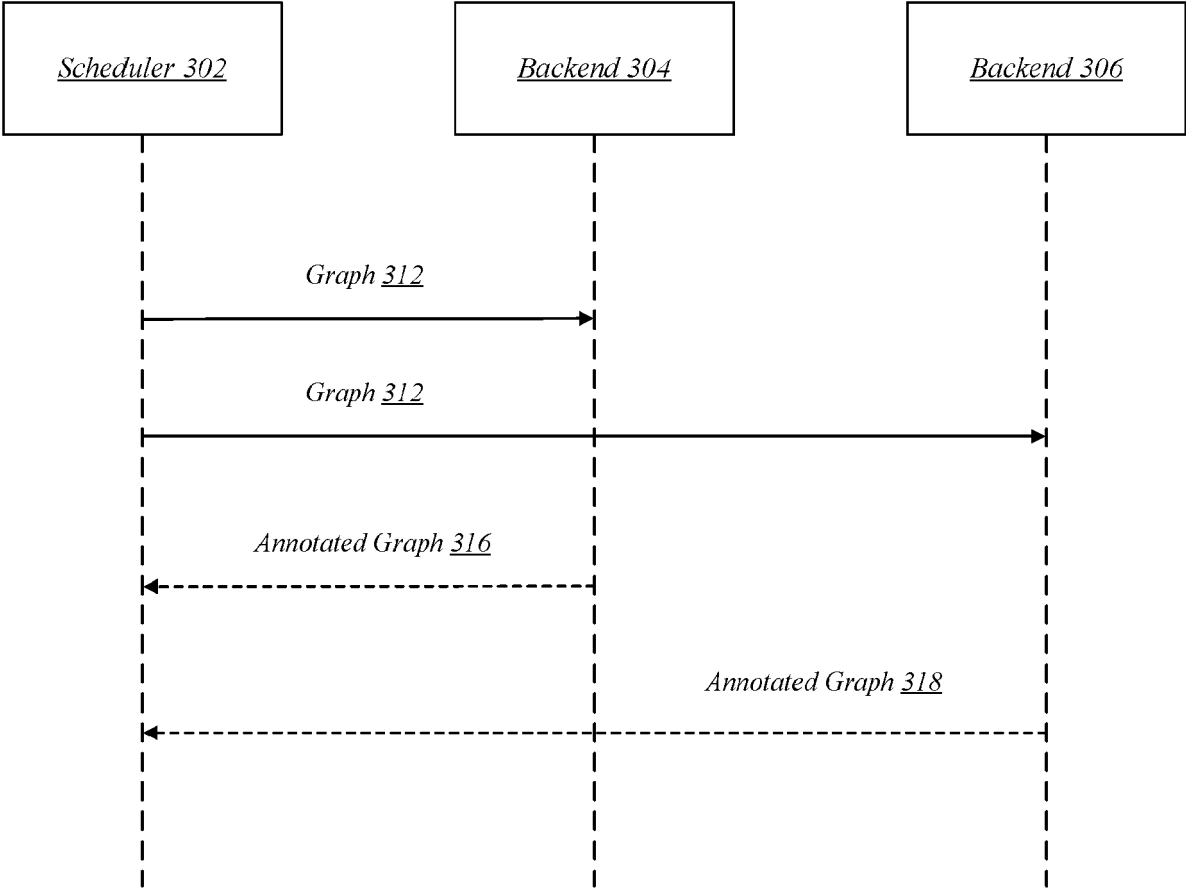 Scheduler 302
Backend 304
Backend 306
Graph 312
Graph 312
Annotated Graph 316
Annotated Graph 318